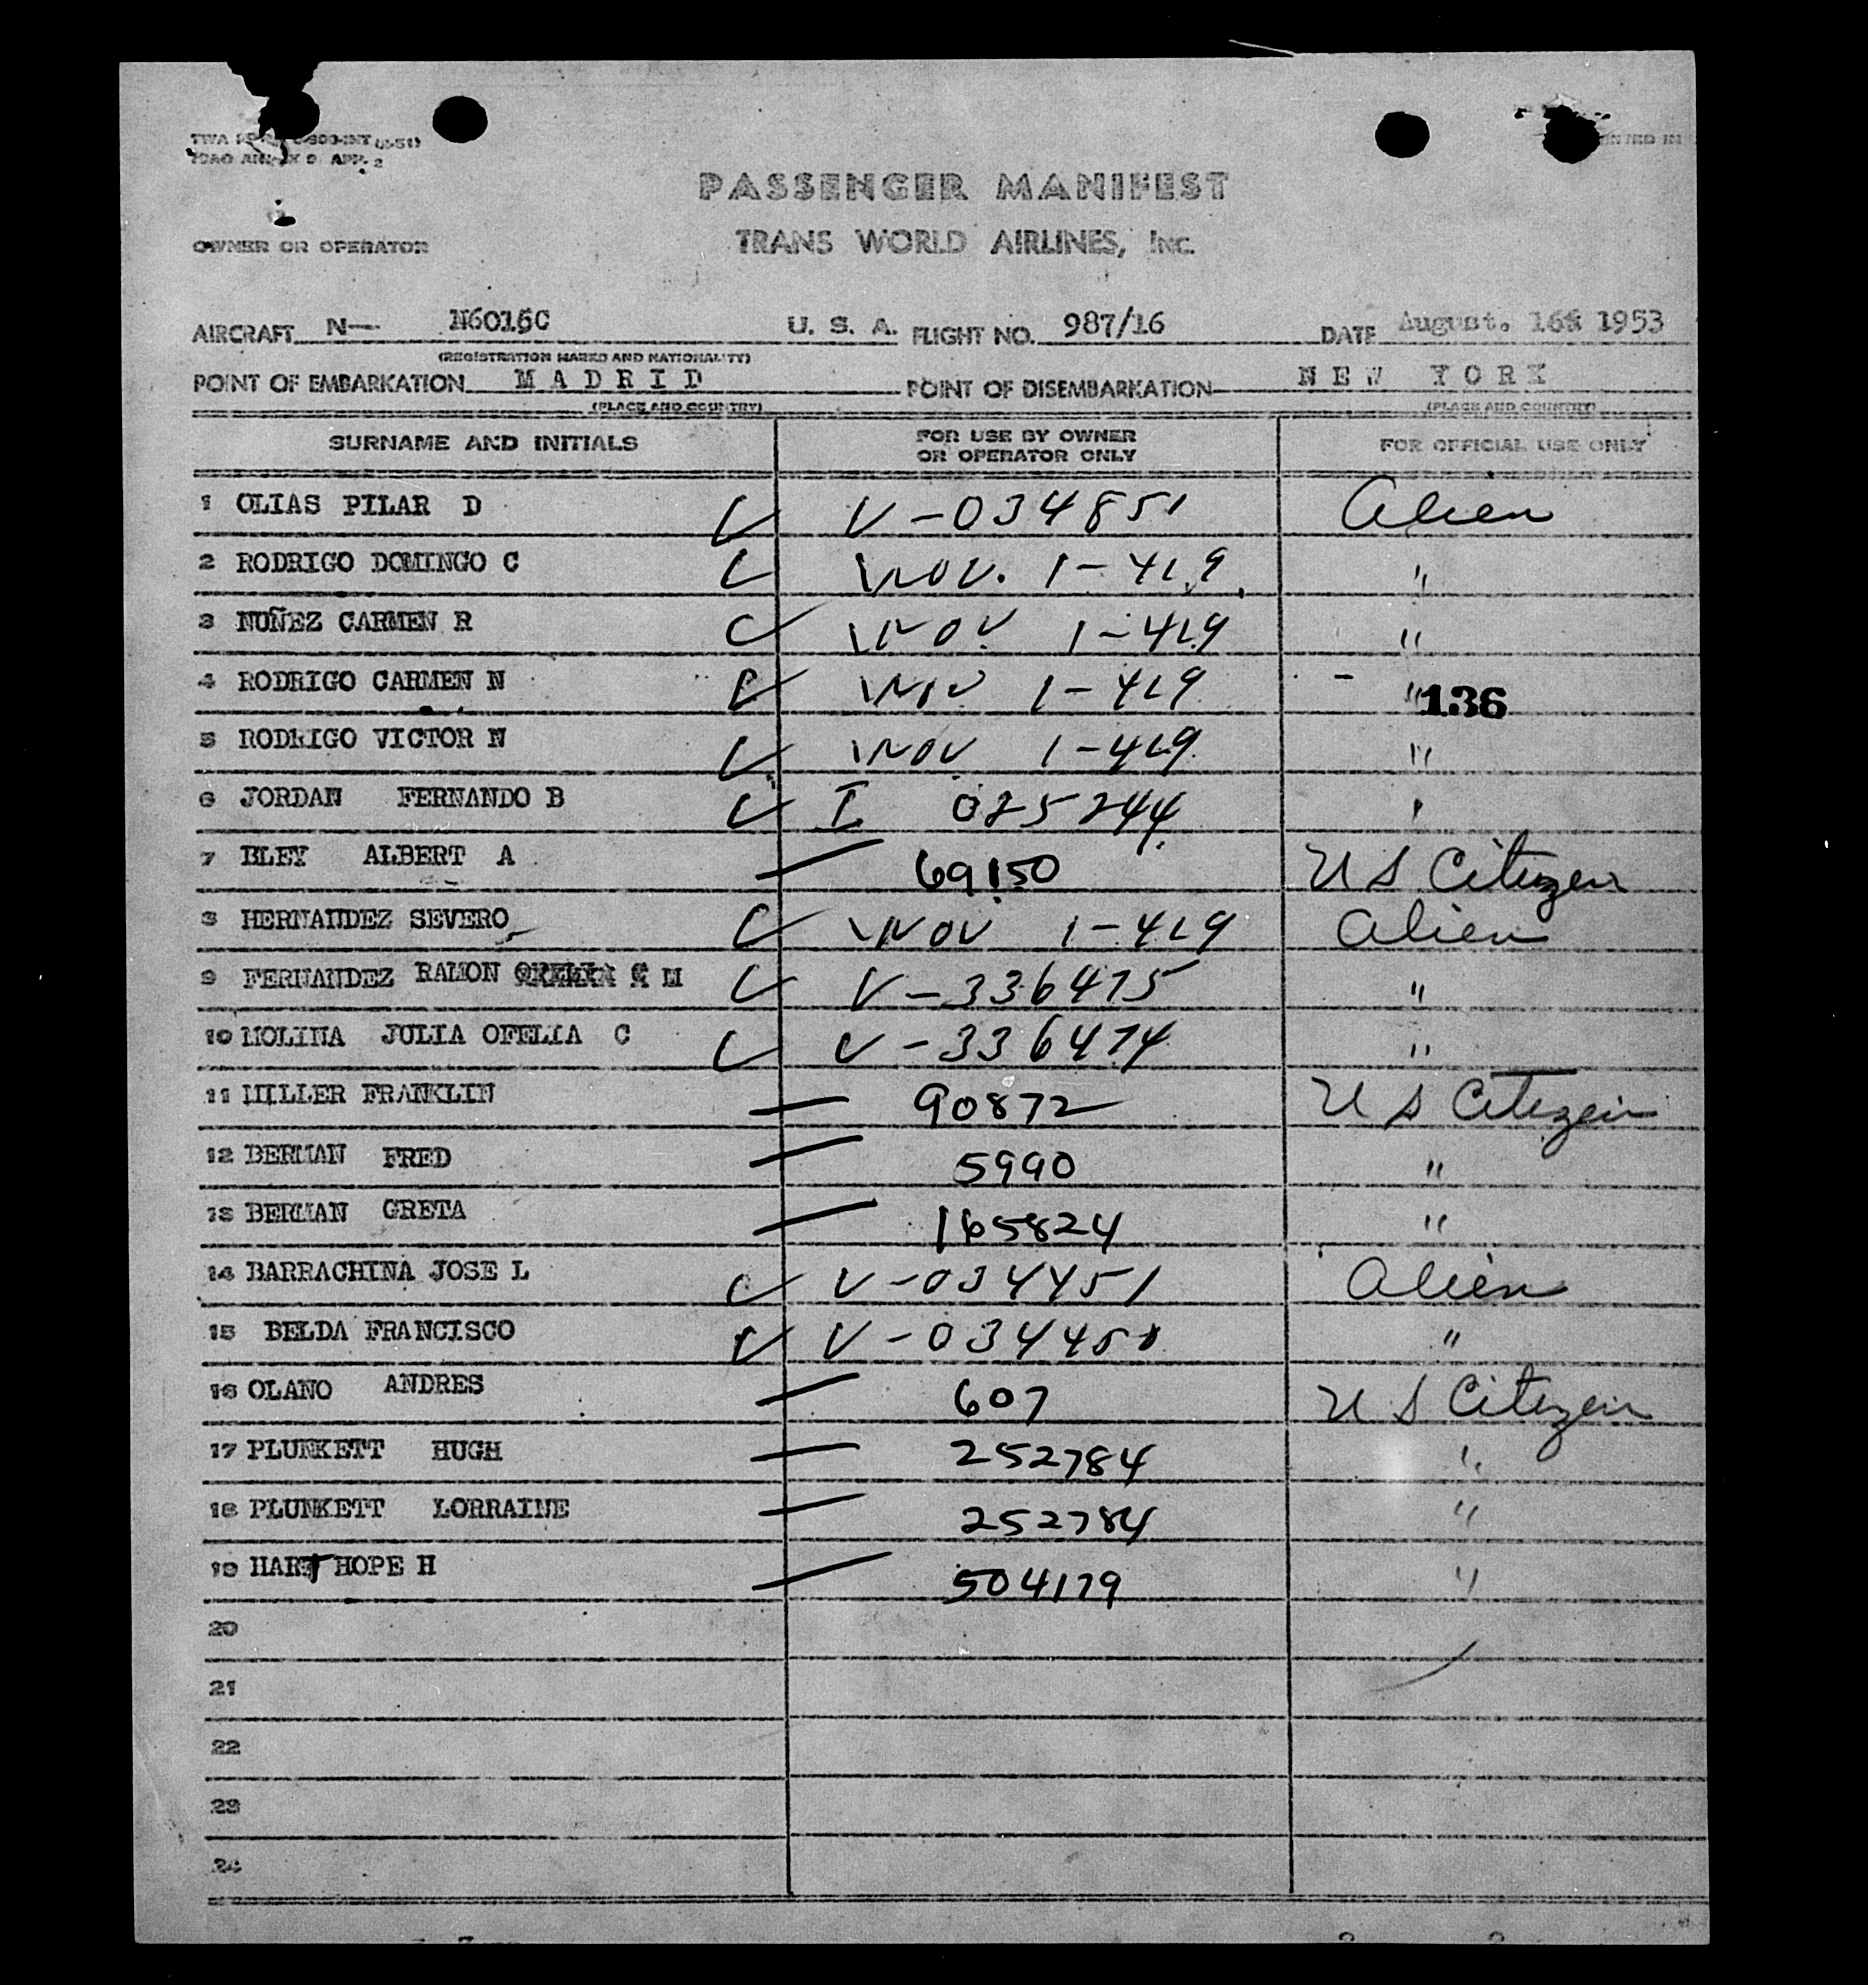 PASSENGER MANIFEST
TRANS WORLD AIRLINES, Inc.
OWNER OR OPERATOR
AIRCRAFT N— N6015C U. S. A. FLIGHT NO. 987/16 DATE August. 16 1953
(REGISTRATION MARKS AND NATIONALITY)
POINT OF EMBARKATION M A D R I D POINT OF DISEMBARKATION N E W Y O R K
(PLACE AND COUNTRY) (PLACE AND COUNTRY)
SURNAME AND INITIALS FOR USE BY OWNER OR OPERATOR ONLY FOR OFFICIAL USE ONLY
1 OLIAS PILAR D V-034851 Alien
2 RODRIGO DOMINGO C 1-419 "
3 NUÑEZ CARMEN R 1-419 "
4 RODRIGO CARMEN N 1-419 " 136
5 RODRIGO VICTOR N 1-419 "
6 JORDAN FERNANDO B I 025244 "
7 BLEY ALBERT A 69150 US Citizen
8 HERNANDEZ SEVERO 1-419 Alien
9 FERNANDEZ RAMON M V-336475 "
10 MOLINA JULIA OFELIA C V-336474 "
11 MILLER FRANKLIN 90872 US Citizen
12 BERMAN FRED 5990 "
13 BERMAN GRETA 165824 "
14 BARRACHINA JOSE L V-034451 Alien
15 BELDA FRANCISCO V-034450 "
16 OLANO ANDRES 607 US Citizen
17 PLUNKETT HUGH 252784 "
18 PLUNKETT LORRAINE 252784 "
19 HART HOPE H 504179 "
20
21
22
23
24